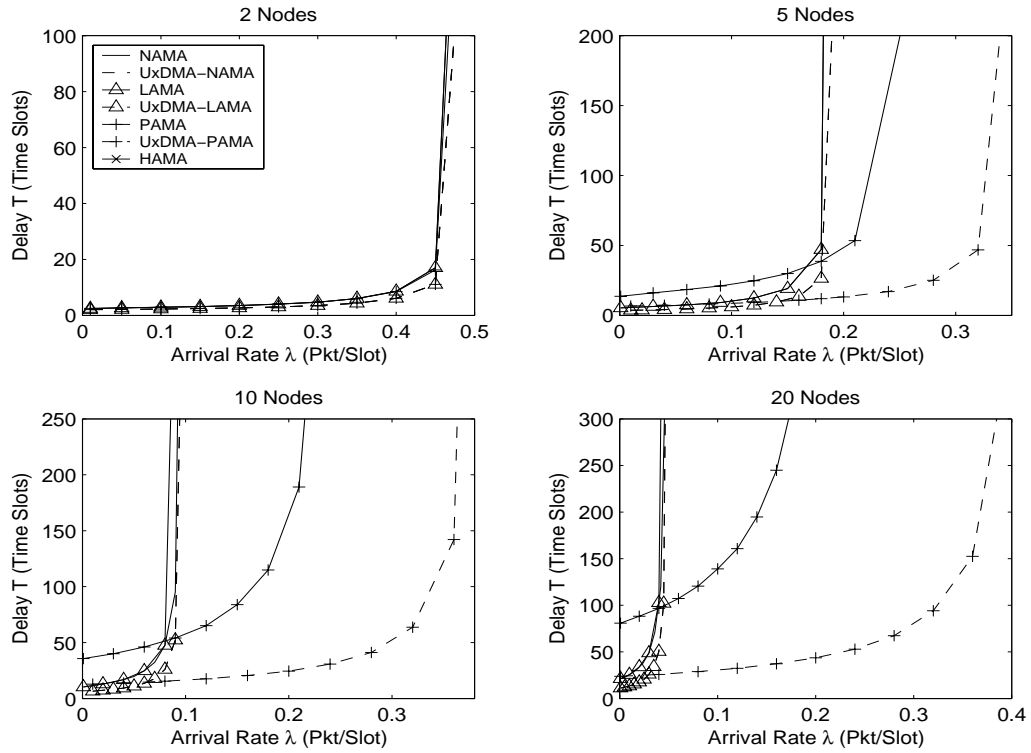 2 Nodes
100
80
60
40
20
0
0
0.1
0.2
0.3
0.4
0.5
Delay T (Time Slots)
Arrival Rate λ (Pkt/Slot)
NAMA
UxDMA-NAMA
LAMA
UxDMA-LAMA
PAMA
UxDMA-PAMA
HAMA
5 Nodes
200
150
100
50
0
0
0.1
0.2
0.3
Delay T (Time Slots)
Arrival Rate λ (Pkt/Slot)
10 Nodes
250
200
150
100
50
0
0
0.1
0.2
0.3
Delay T (Time Slots)
Arrival Rate λ (Pkt/Slot)
20 Nodes
300
250
200
150
100
50
0
0
0.1
0.2
0.3
0.4
Delay T (Time Slots)
Arrival Rate λ (Pkt/Slot)